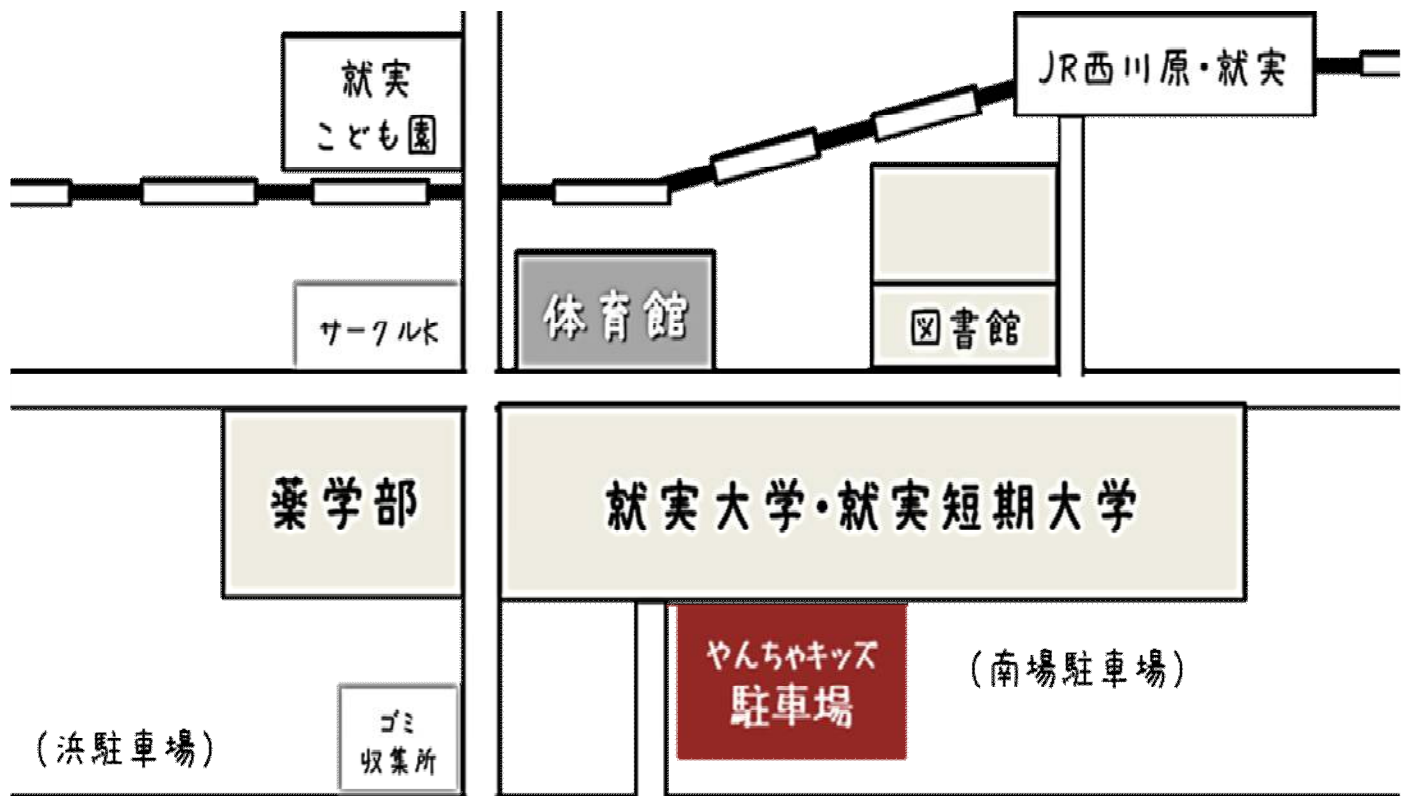 就実
こども園
JR西川原・就実
サークルK
体育館
図書館
薬学部
就実大学・就実短期大学
やんちゃキッズ
駐車場
(南場駐車場)
ゴミ
収集所
(浜駐車場)